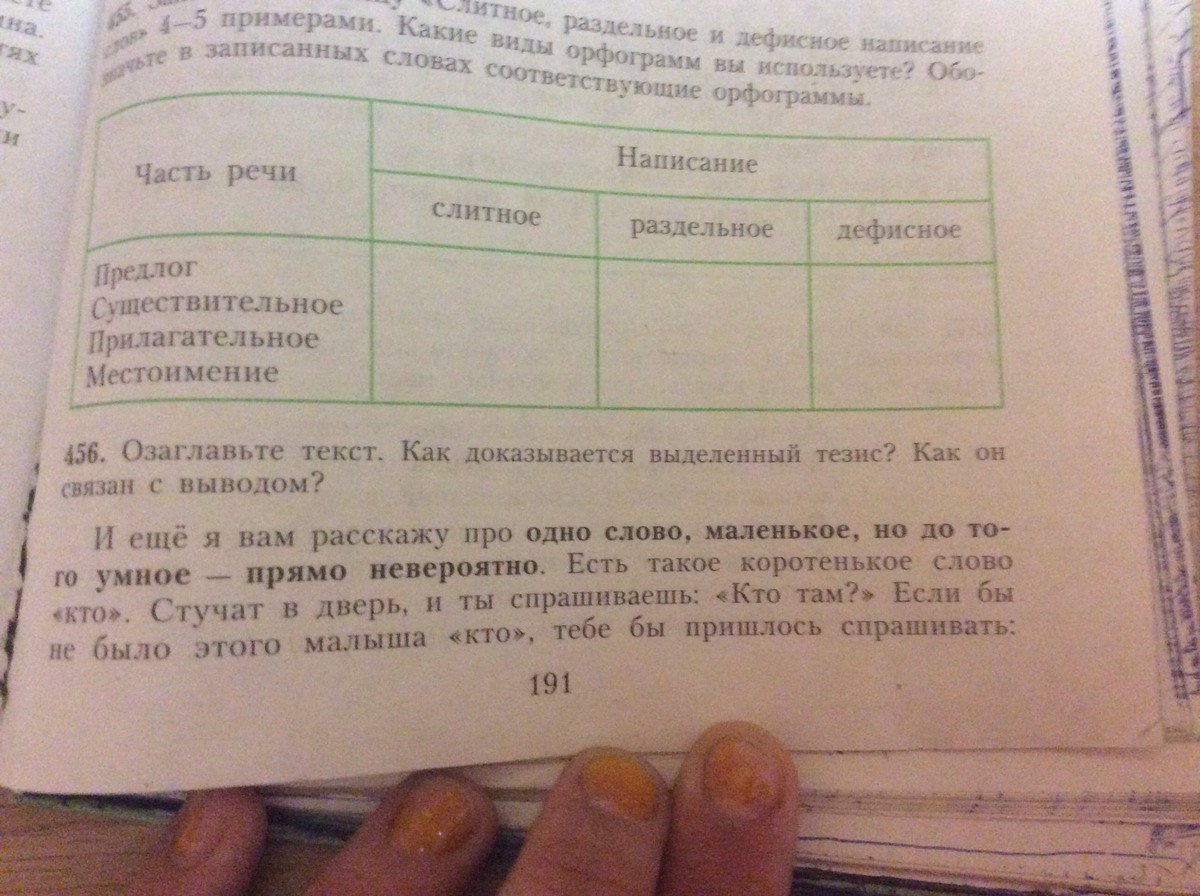 455.
Слитное, раздельное и дефисное написание
слов» 4—5 примерами. Какие виды орфограмм вы используете? Обо-
значьте в записанных словах соответствующие орфограммы.
Часть речи
Написание
слитное
раздельное
дефисное
Предлог
Существительное
Прилагательное
Местоимение
456. Озаглавьте текст. Как доказывается выделенный тезис? Как он
связан с выводом?
И ещё я вам расскажу про одно слово, маленькое, но до то-
го умное — прямо невероятно. Есть такое коротенькое слово
«кто». Стучат в дверь, и ты спрашиваешь: «Кто там?» Если бы
не было этого малыша «кто», тебе бы пришлось спрашивать:
191